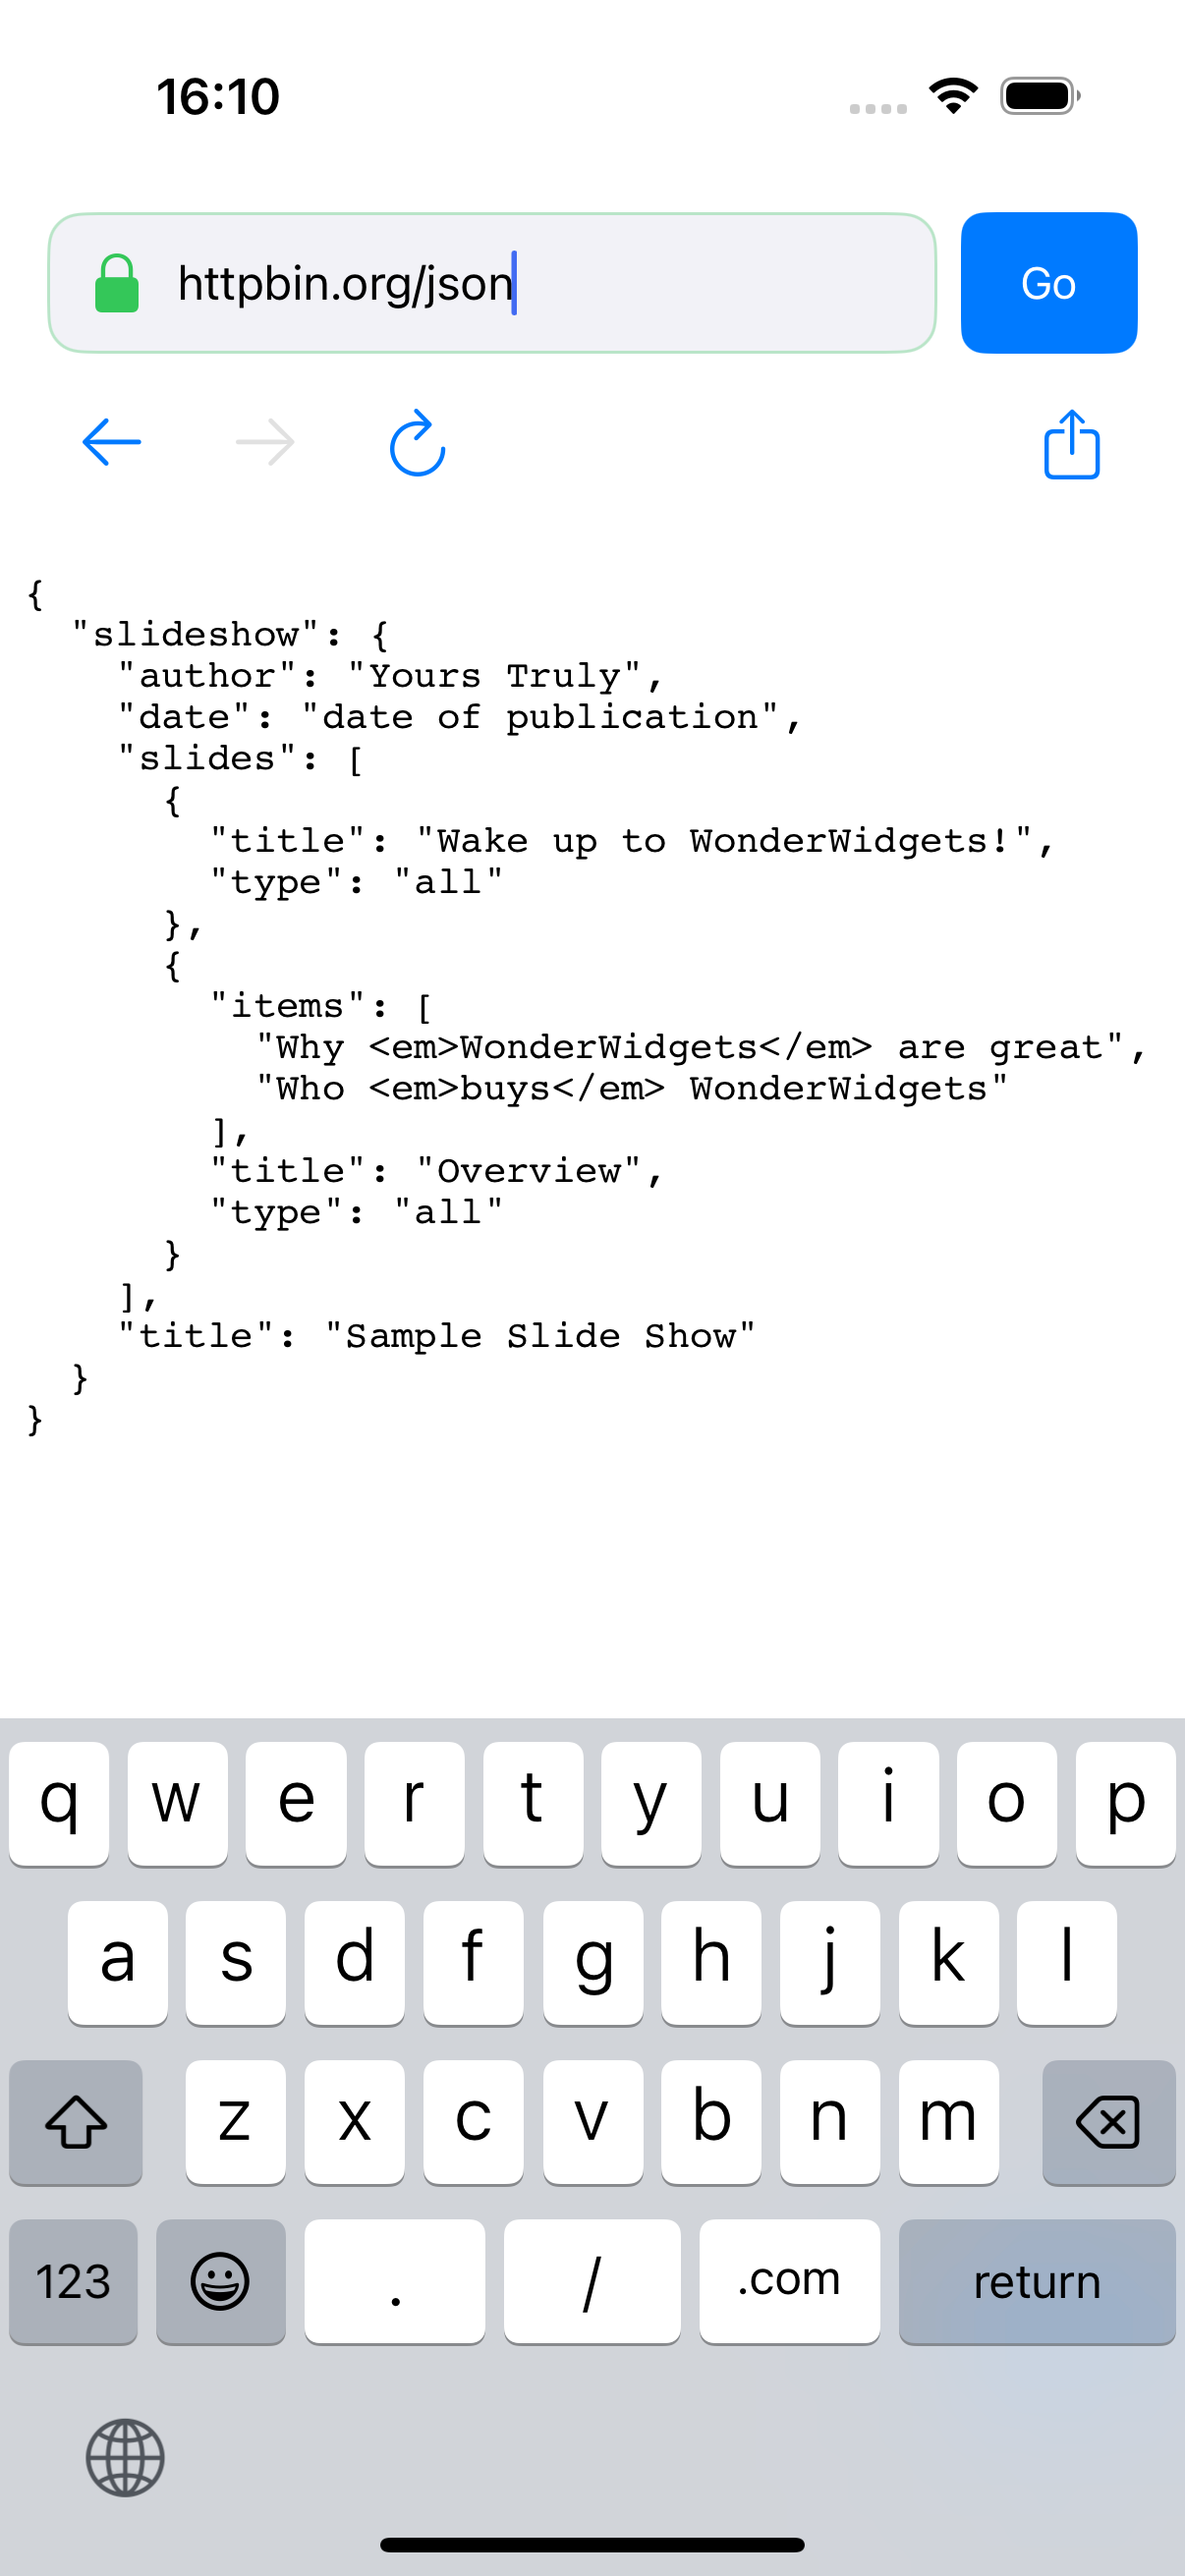 16:10
httpbin.org/json
Go
{
  "slideshow": {
    "author": "Yours Truly",
    "date": "date of publication",
    "slides": [
      {
        "title": "Wake up to WonderWidgets!",
        "type": "all"
      },
      {
        "items": [
          "Why <em>WonderWidgets</em> are great",
          "Who <em>buys</em> WonderWidgets"
        ],
        "title": "Overview",
        "type": "all"
      }
    ],
    "title": "Sample Slide Show"
  }
}
q w e r t y u i o p
a s d f g h j k l
z x c v b n m
123 . / .com return